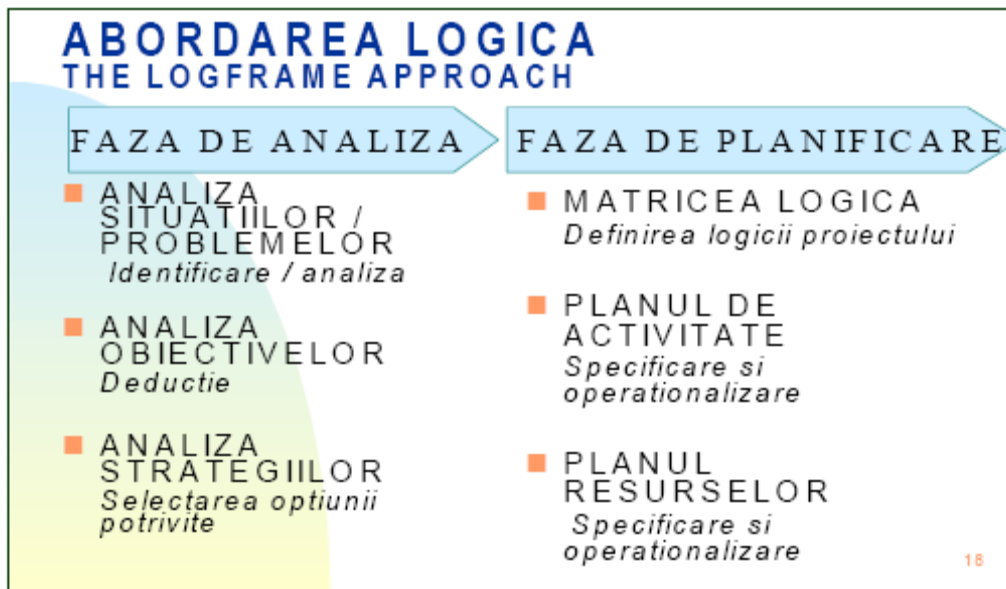 ABORDAREA LOGICA
THE LOGFRAME APPROACH
FAZA DE ANALIZA
ANALIZA
SITUATIILOR /
PROBLEMELOR
Identificare / analiza
ANALIZA
OBIECTIVELOR
Deductie
ANALIZA
STRATEGIILOR
Selectarea optiunii
potrivite
FAZA DE PLANIFICARE
MATRICEA LOGICA
Definirea logicii proiectului
PLANUL DE
ACTIVITATE
Specificare si
operationalizare
PLANUL
RESURSELOR
Specificare si
operationalizare
18